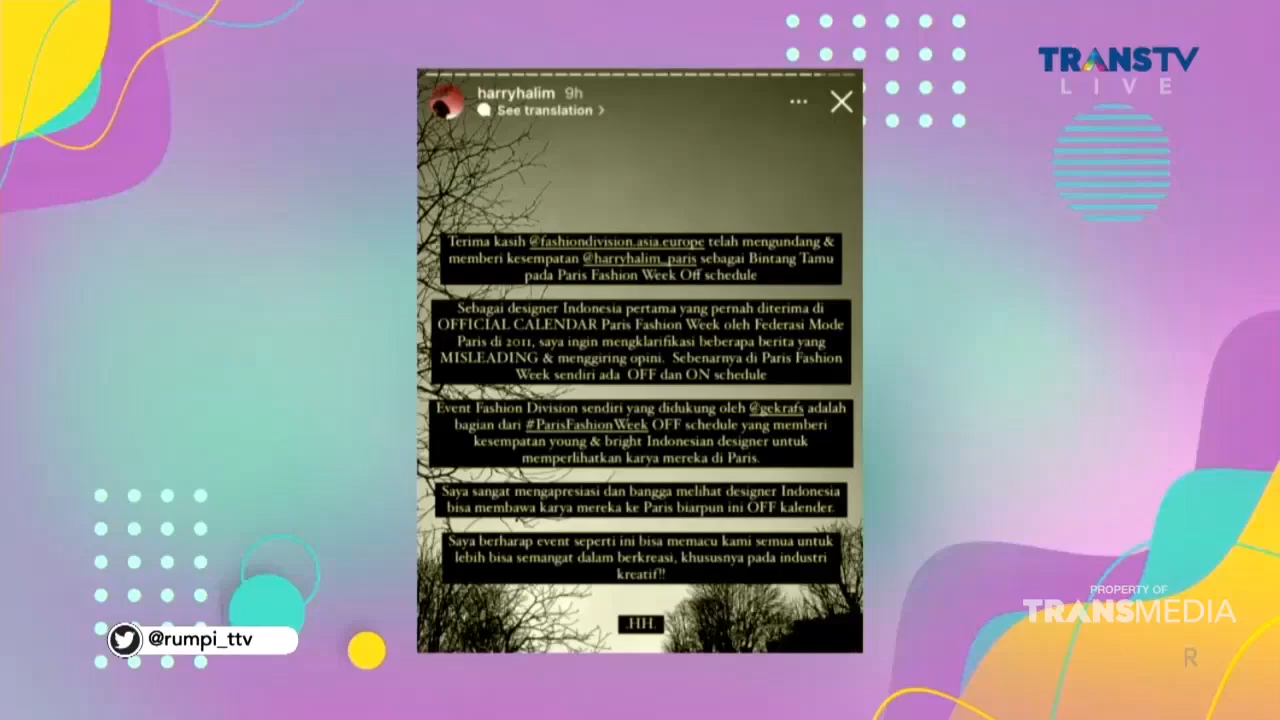 TRANSTV
LIVE
harryhalim 9h
See translation >
Terima kasih @fashiondivision.asia.europe telah mengundang &
memberi kesempatan @harryhalim_paris sebagai Bintang Tamu
pada Paris Fashion Week Off schedule
Sebagai designer Indonesia pertama yang pernah diterima di
OFFICIAL CALENDAR Paris Fashion Week oleh Federasi Mode
Paris di 2011, saya ingin mengklarifikasi beberapa berita yang
MISLEADING & menggiring opini. Sebenarnya di Paris Fashion
Week sendiri ada OFF dan ON schedule
Event Fashion Division sendiri yang didukung oleh @gekrafs adalah
bagian dari #ParisFashionWeek OFF schedule yang memberi
kesempatan young & bright Indonesian designer untuk
memperlihatkan karya mereka di Paris.
Saya sangat mengapresiasi dan bangga melihat designer Indonesia
bisa membawa karya mereka ke Paris biarpun ini OFF kalender.
Saya berharap event seperti ini bisa memacu kami semua untuk
lebih bisa semangat dalam berkreasi, khususnya pada industri
kreatif!!
.HH.
@rumpi_ttv
PROPERTY OF
TRANSMEDIA
R